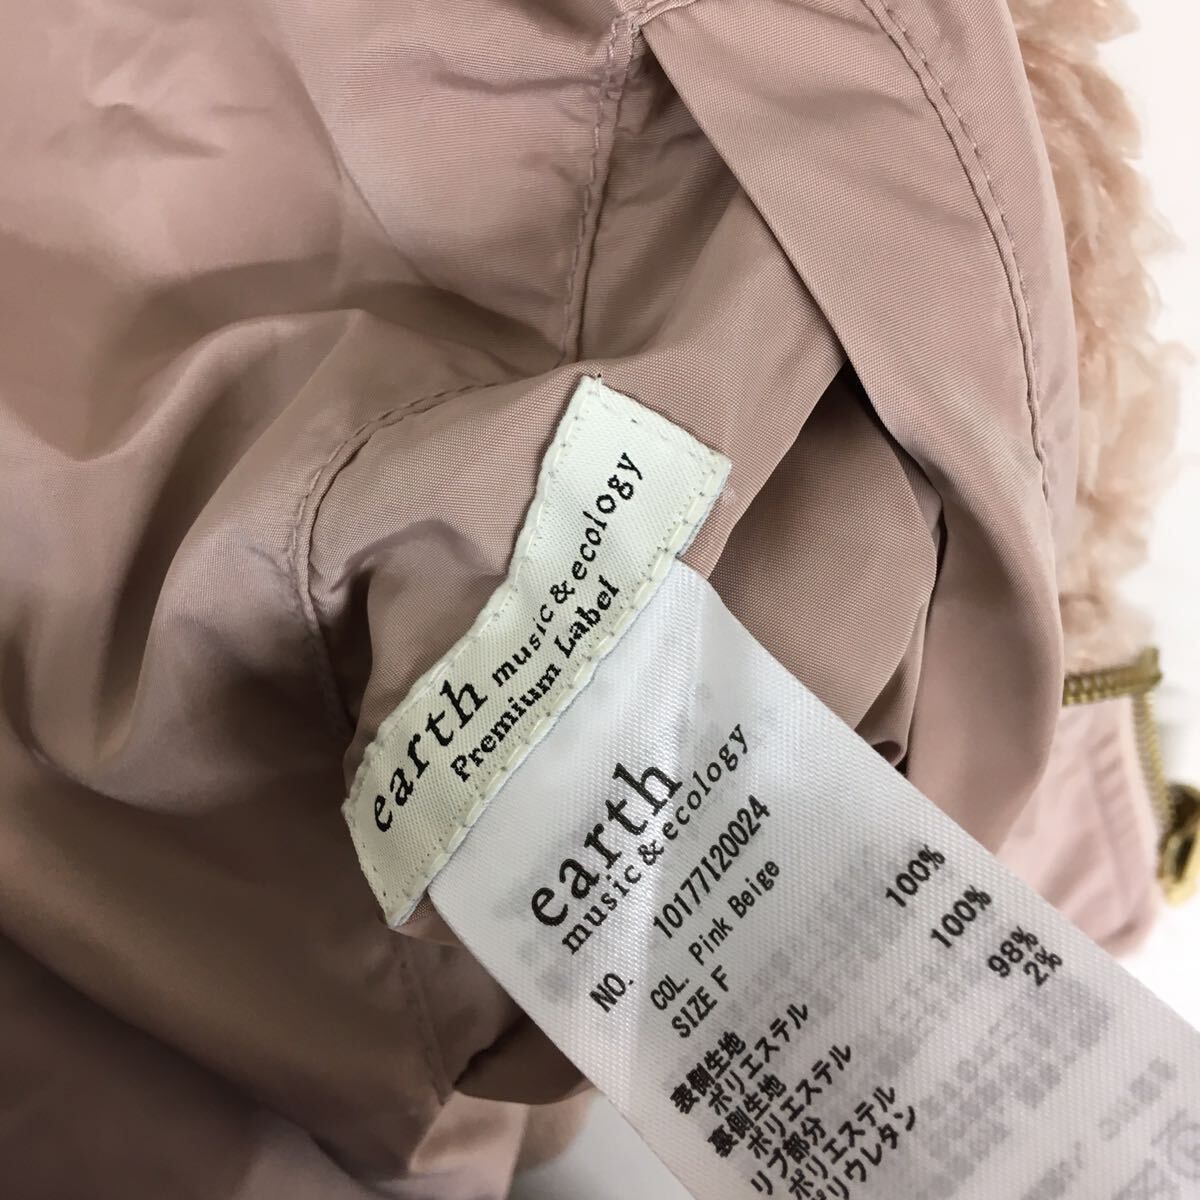 earth music & ecology
Premium Label
earth
music & ecology
NO. 10177I20024
COL. Pink Beige
SIZE F
表側生地
ポリエステル 100%
裏側生地
ポリエステル 100%
リブ部分
ポリエステル 98%
ポリウレタン 2%